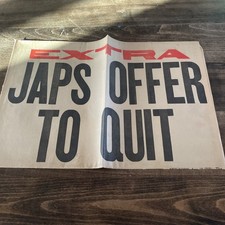 EXTRA
JAPS OFFER
TO QUIT